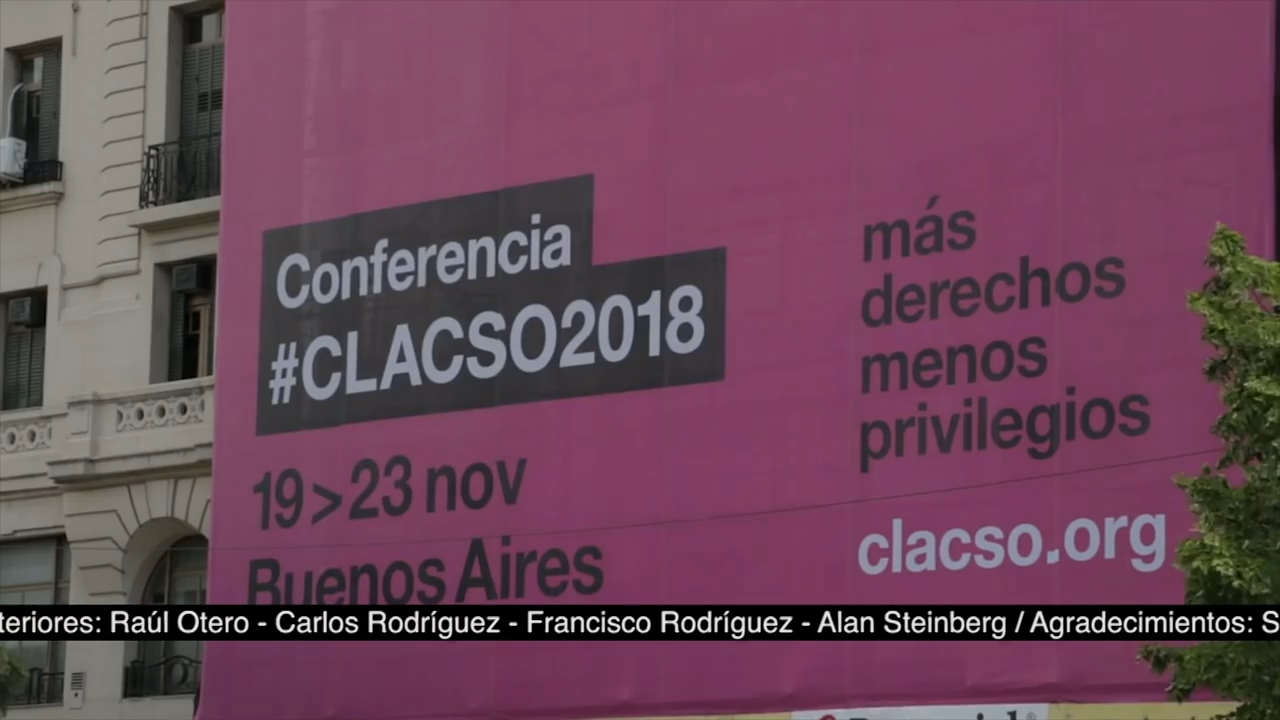 Conferencia
#CLACSO2018
19>23 nov
Buenos Aires
más
derechos
menos
privilegios
clacso.org
teriores: Raúl Otero - Carlos Rodríguez - Francisco Rodríguez - Alan Steinberg / Agradecimientos: S